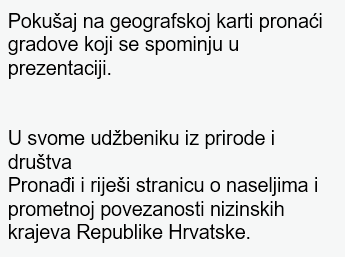 Pokušaj na geografskoj karti pronaći
gradove koji se spominju u
prezentaciji.
U svome udžbeniku iz prirode i
društva
Pronađi i riješi stranicu o naseljima i
prometnoj povezanosti nizinskih
krajeva Republike Hrvatske.